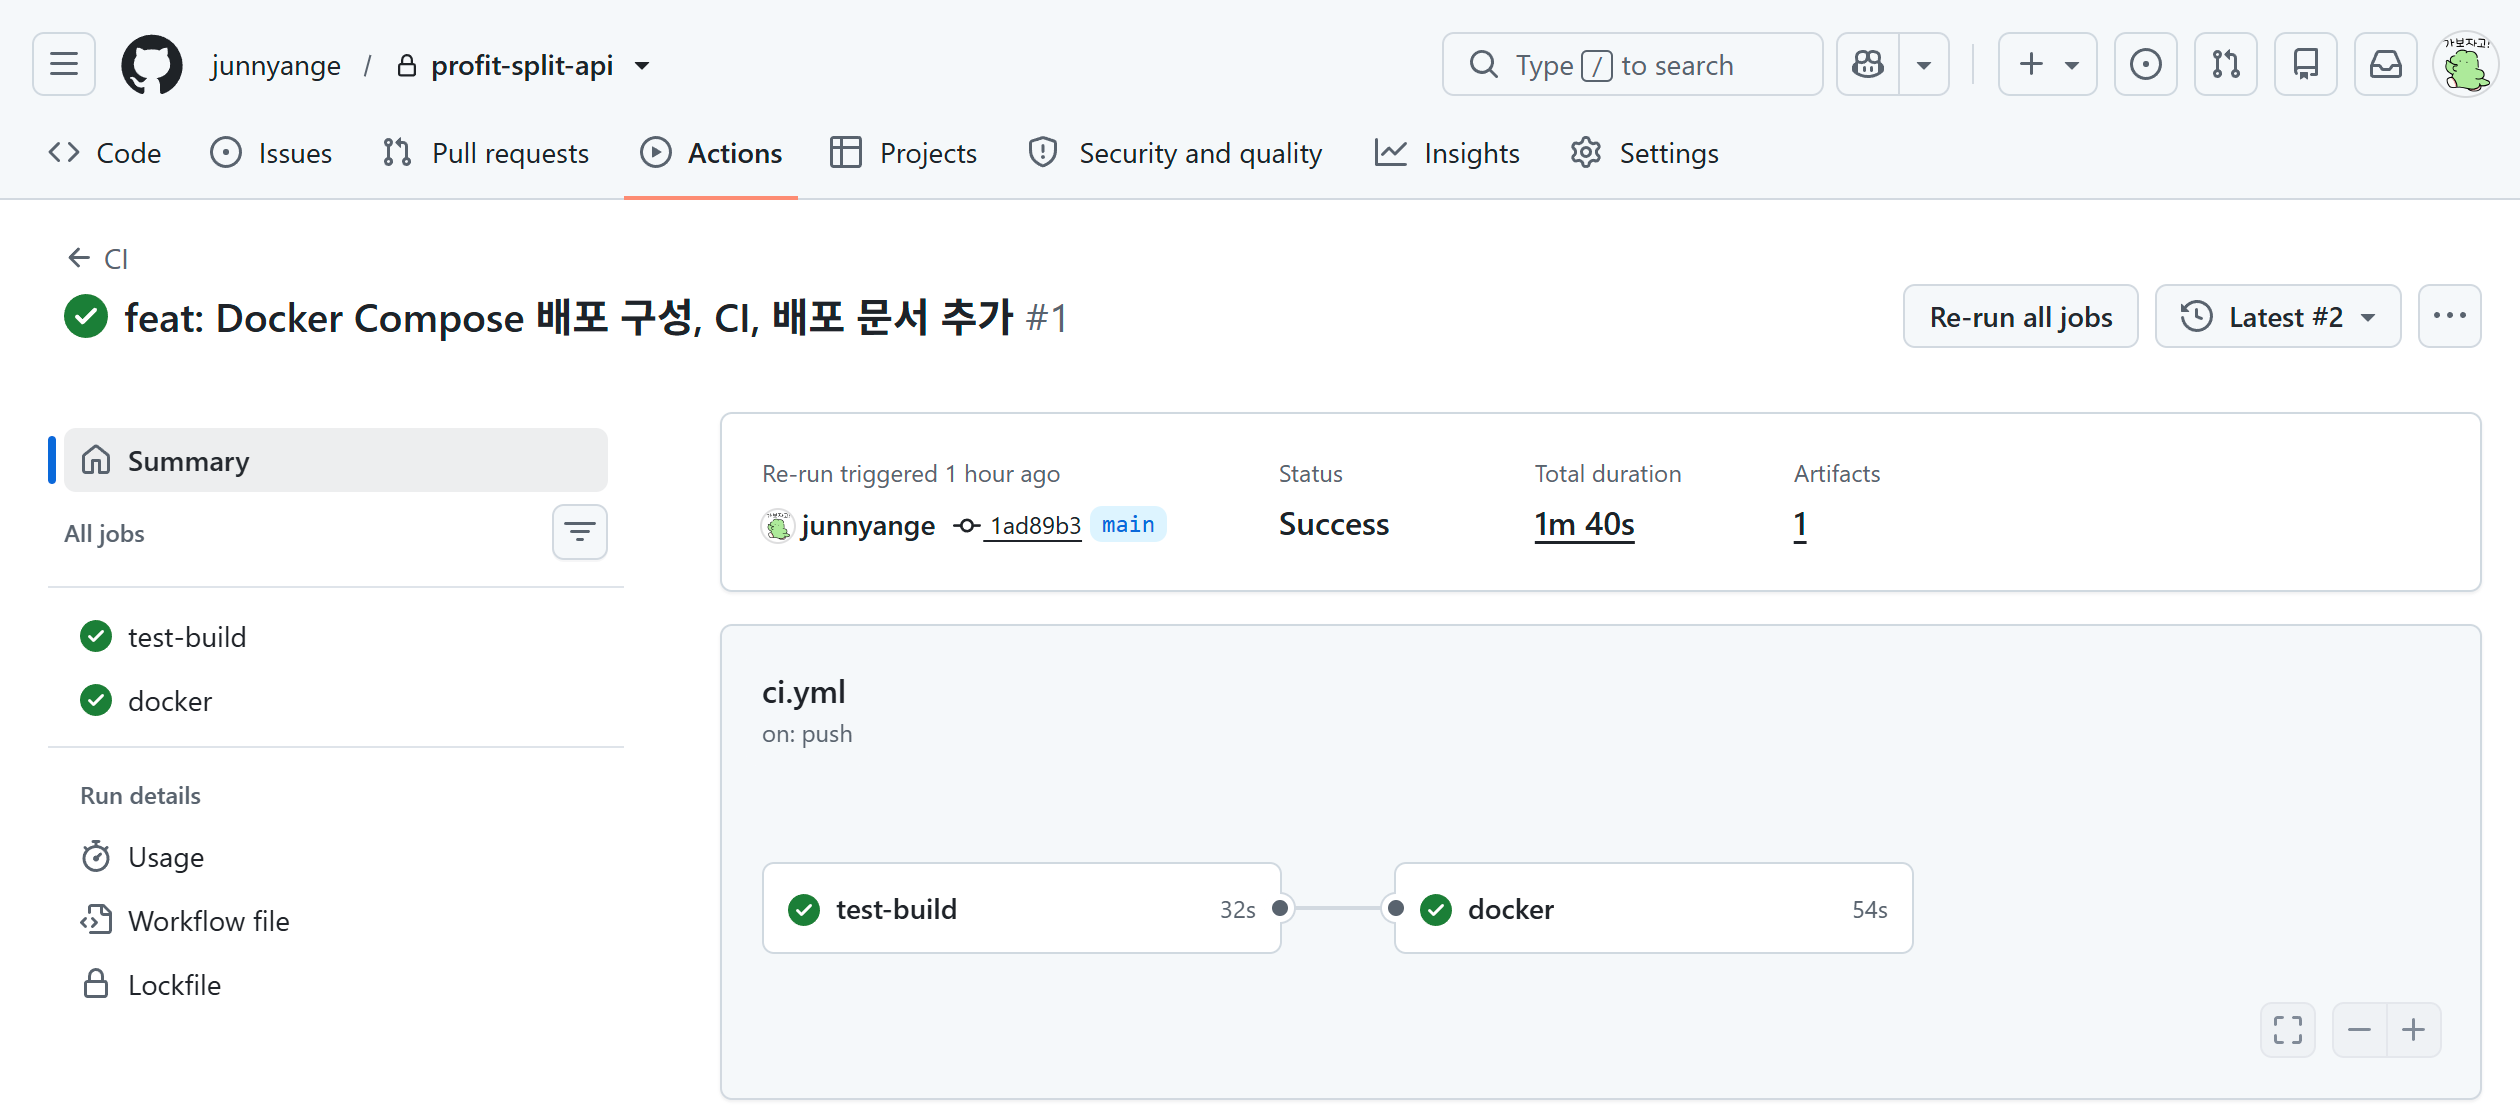 junnyange / profit-split-api
Type / to search
가보자고!
Code Issues Pull requests Actions Projects Security and quality Insights Settings
CI
feat: Docker Compose 배포 구성, CI, 배포 문서 추가 #1
Re-run all jobs
Latest #2
Summary
All jobs
test-build
docker
Run details
Usage
Workflow file
Lockfile
Re-run triggered 1 hour ago
junnyange 1ad89b3 main
Status
Success
Total duration
1m 40s
Artifacts
1
ci.yml
on: push
test-build 32s
docker 54s